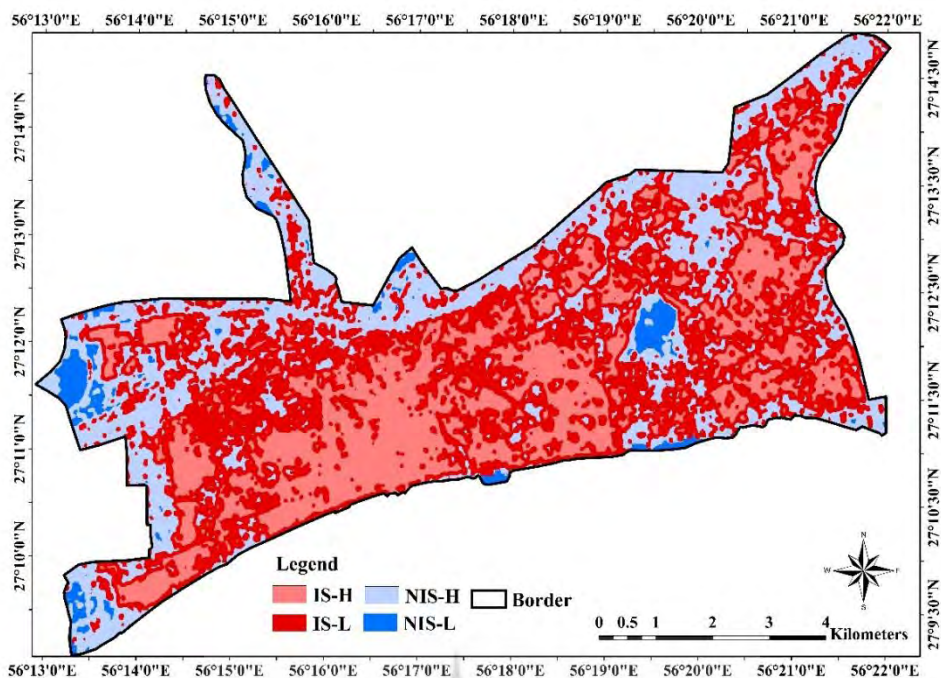 56°13'0"E 56°14'0"E 56°15'0"E 56°16'0"E 56°17'0"E 56°18'0"E 56°19'0"E 56°20'0"E 56°21'0"E 56°22'0"E
27°14'30"N
27°14'0"N
27°13'30"N
27°13'0"N
27°12'30"N
27°12'0"N
27°11'30"N
27°11'0"N
27°10'30"N
27°10'0"N
27°9'30"N
Legend
IS-H NIS-H Border
IS-L NIS-L
N
W E
S
0 0.5 1 2 3 4
Kilometers
56°13'0"E 56°14'0"E 56°15'0"E 56°16'0"E 56°17'0"E 56°18'0"E 56°19'0"E 56°20'0"E 56°21'0"E 56°22'0"E